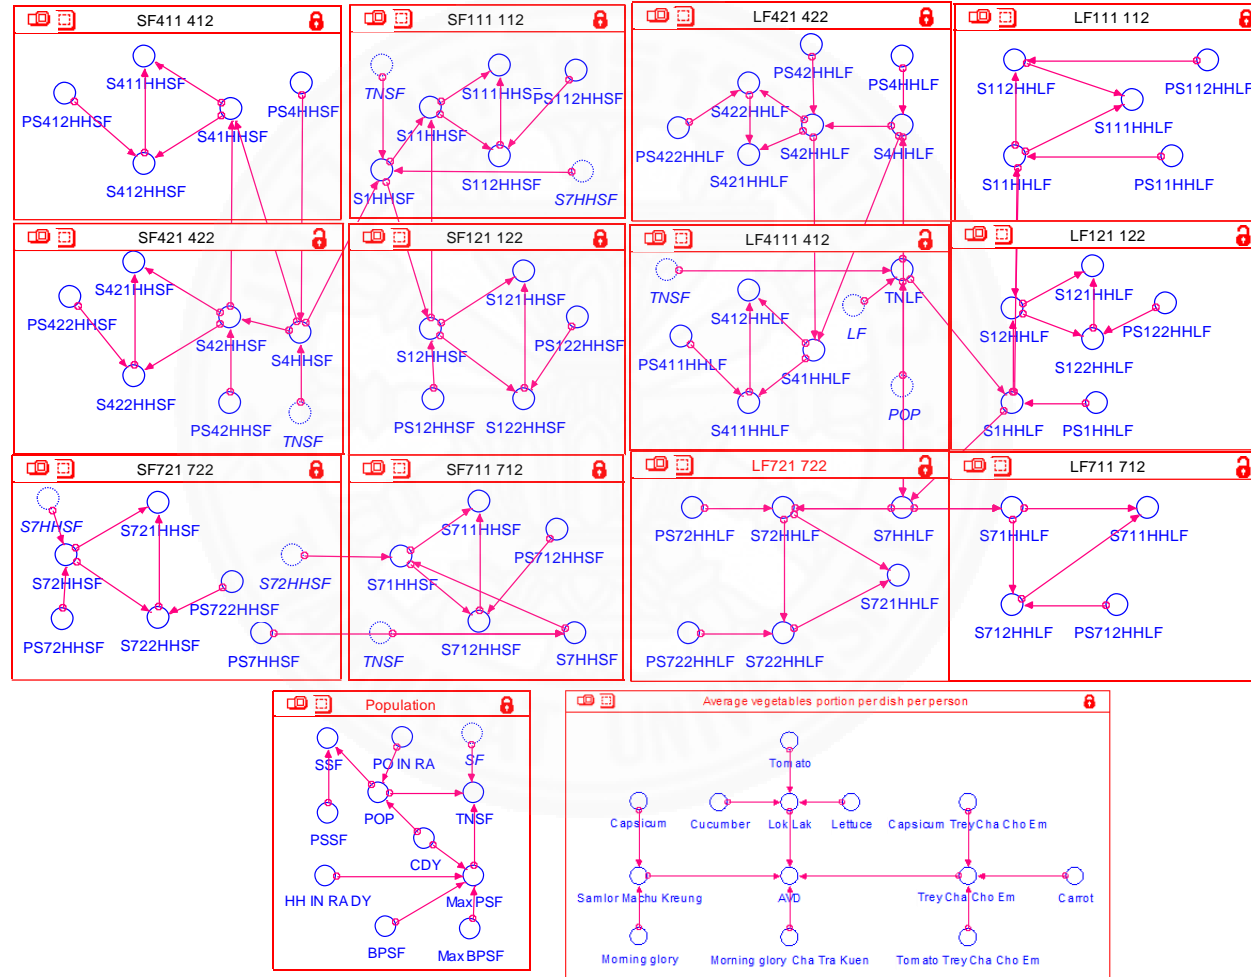 SF411 412
S411HHSF
PS412HHSF
PS4HHSF
S41HHSF
S412HHSF
SF111 112
TNSF
S111HHSF
PS112HHSF
S11HHSF
S112HHSF
S1HHSF
S7HHSF
LF421 422
PS42HHLF
PS4HHLF
S422HHLF
PS422HHLF
S42HHLF
S4HHLF
S421HHLF
LF111 112
S112HHLF
PS112HHLF
S111HHLF
S11HHLF
PS11HHLF
SF421 422
S421HHSF
PS422HHSF
S42HHSF
S4HHSF
S422HHSF
PS42HHSF
TNSF
SF121 122
S121HHSF
PS122HHSF
S12HHSF
PS12HHSF
S122HHSF
LF4111 412
TNSF
TNLF
S412HHLF
LF
PS411HHLF
S41HHLF
POP
S411HHLF
LF121 122
S121HHLF
S12HHLF
PS122HHLF
S122HHLF
S1HHLF
PS1HHLF
SF721 722
S7HHSF
S721HHSF
S72HHSF
PS722HHSF
PS72HHSF
S722HHSF
PS7HHSF
SF711 712
S711HHSF
PS712HHSF
S72HHSF
S71HHSF
S712HHSF
TNSF
S7HHSF
LF721 722
PS72HHLF
S72HHLF
S7HHLF
S721HHLF
PS722HHLF
S722HHLF
LF711 712
S71HHLF
S711HHLF
S712HHLF
PS712HHLF
Population
SSF
PO IN RA
SF
POP
TNSF
PSSF
CDY
HH IN RA DY
Max PSF
BPSF
Max BPSF
Average vegetables portion per dish per person
Tomato
Capsicum
Cucumber
Lok Lak
Lettuce
Capsicum Trey Cha Cho Em
Samlor Machu Kreung
AVD
Trey Cha Cho Em
Carrot
Morning glory
Morning glory Cha Tra Kuen
Tomato Trey Cha Cho Em